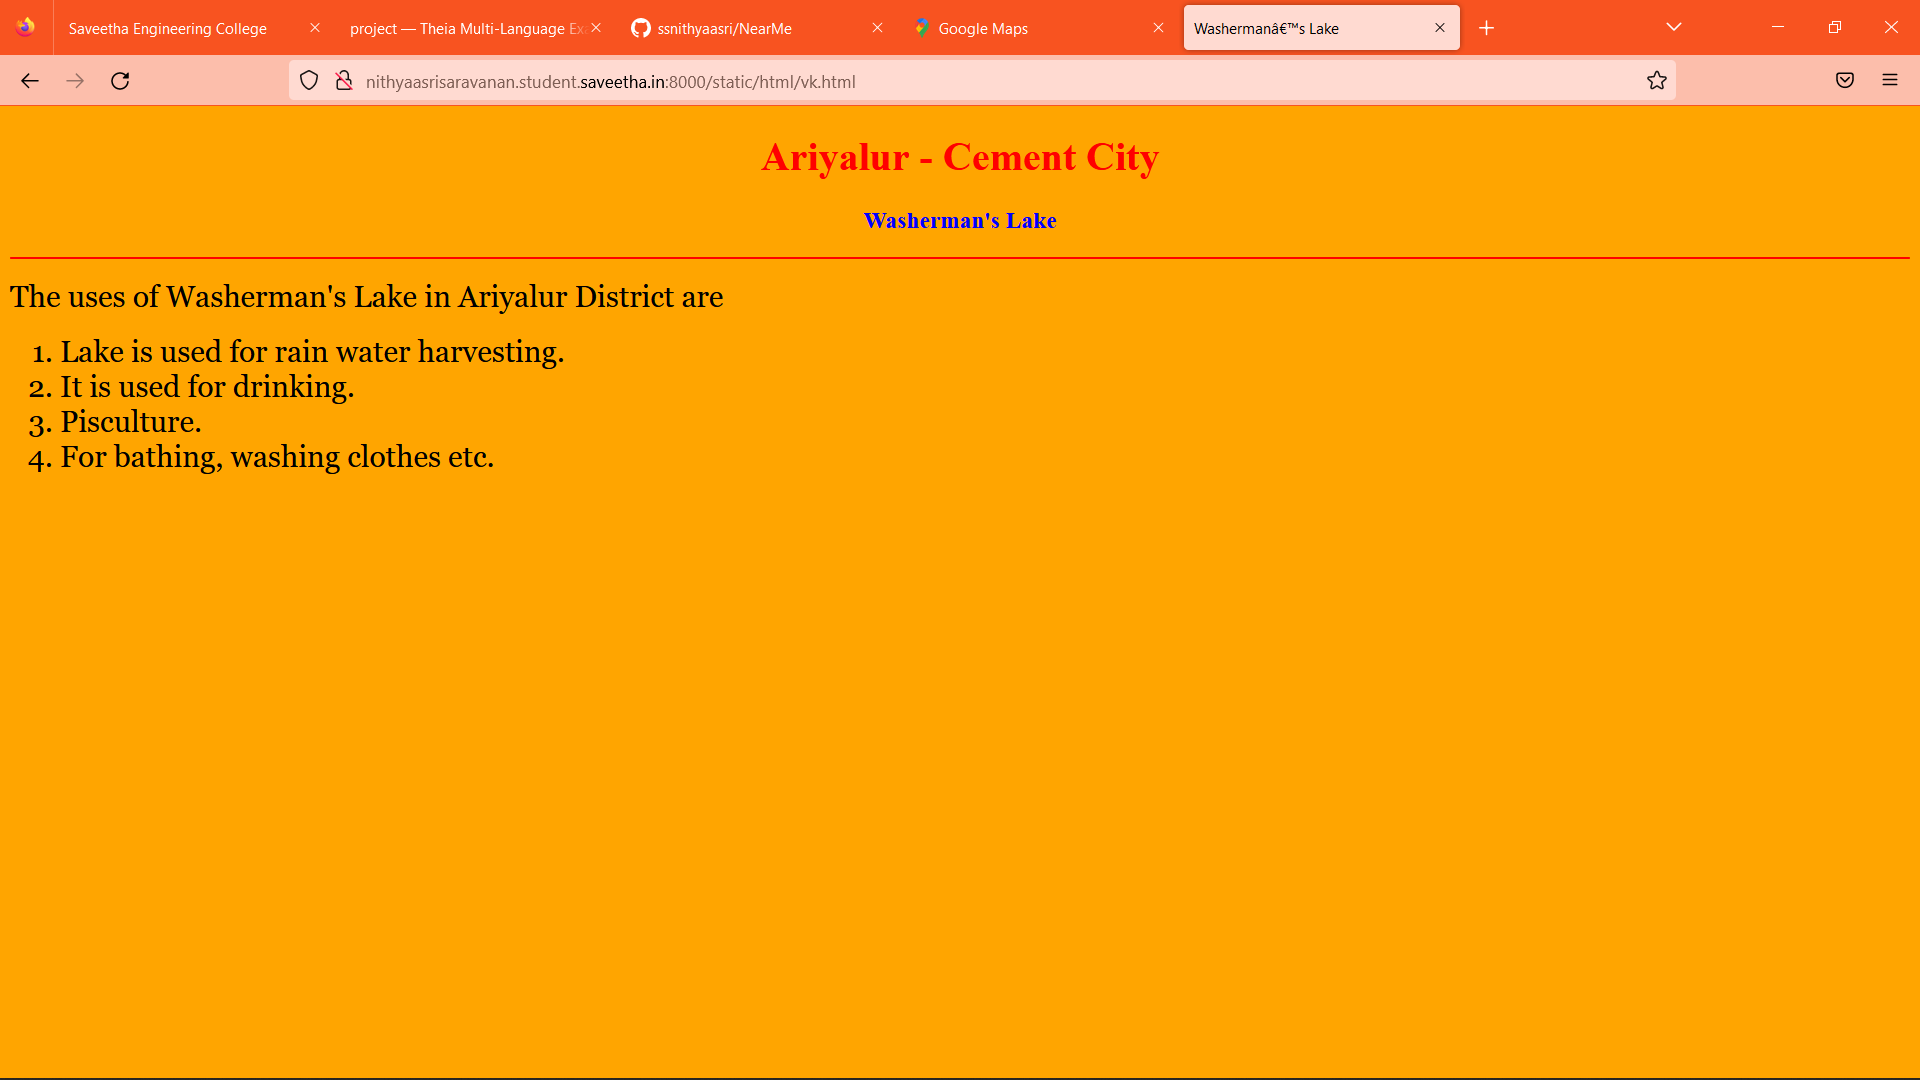 Saveetha Engineering College
project — Theia Multi-Language Ex
ssnithyaasri/NearMe
Google Maps
Washermanâ€™s Lake
nithyaasrisaravanan.student.saveetha.in:8000/static/html/vk.html
Ariyalur - Cement City
Washerman's Lake
The uses of Washerman's Lake in Ariyalur District are
1. Lake is used for rain water harvesting.
2. It is used for drinking.
3. Pisculture.
4. For bathing, washing clothes etc.